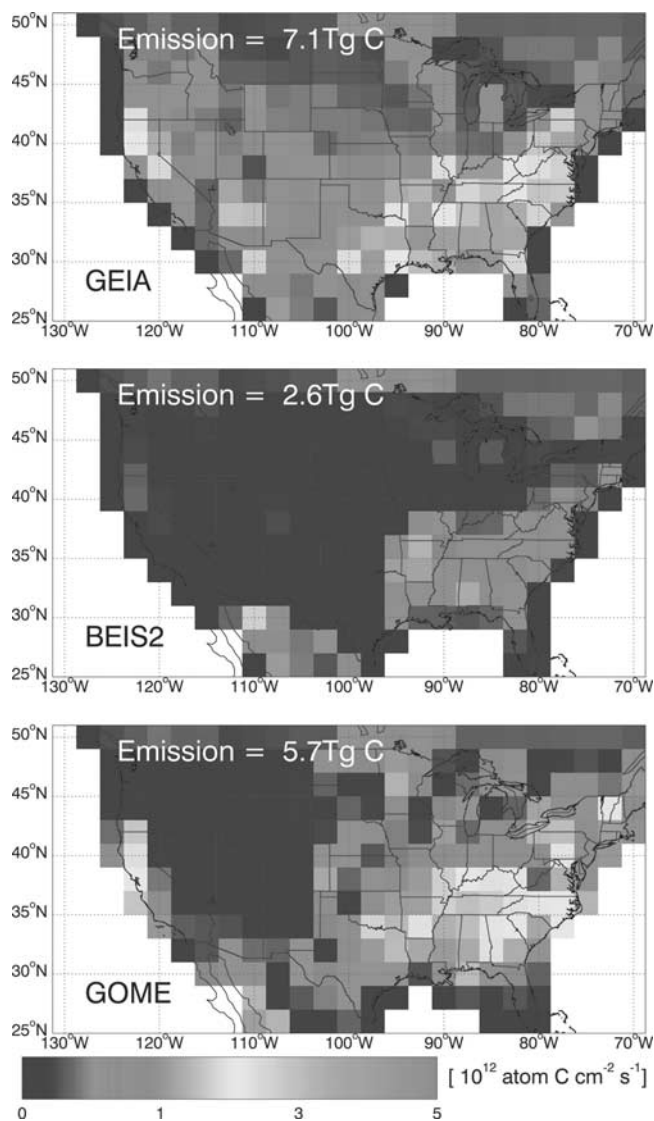 50°N
Emission = 7.1Tg C
45°N
40°N
35°N
30°N
GEIA
25°N
130°W 120°W 110°W 100°W 90°W 80°W 70°W
50°N
Emission = 2.6Tg C
45°N
40°N
35°N
30°N
BEIS2
25°N
130°W 120°W 110°W 100°W 90°W 80°W 70°W
50°N
Emission = 5.7Tg C
45°N
40°N
35°N
30°N
GOME
25°N
130°W 120°W 110°W 100°W 90°W 80°W 70°W
[ 10¹² atom C cm⁻² s⁻¹ ]
0 1 3 5